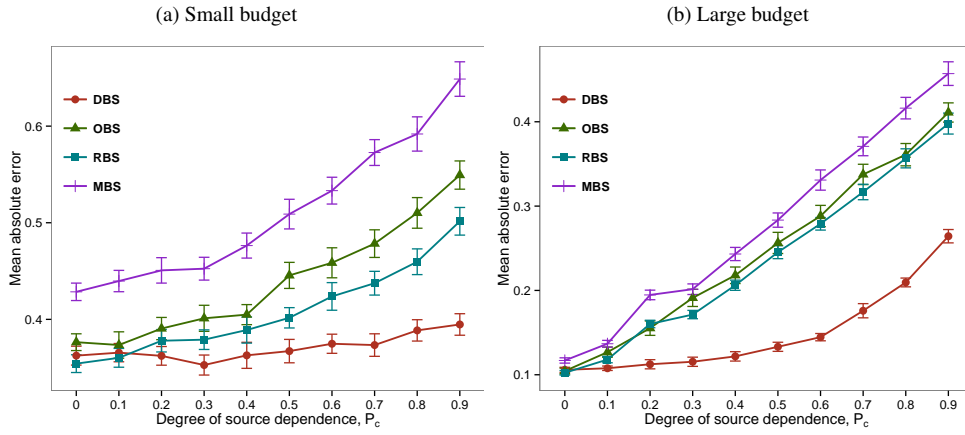 (a) Small budget
Mean absolute error
0.6
0.5
0.4
DBS
OBS
RBS
MBS
0 0.1 0.2 0.3 0.4 0.5 0.6 0.7 0.8 0.9
Degree of source dependence, Pc
(b) Large budget
Mean absolute error
0.4
0.3
0.2
0.1
DBS
OBS
RBS
MBS
0 0.1 0.2 0.3 0.4 0.5 0.6 0.7 0.8 0.9
Degree of source dependence, Pc